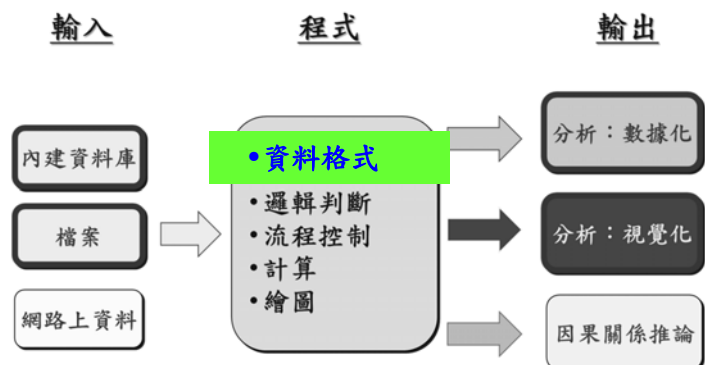 輸入
程式
輸出
內建資料庫
檔案
網路上資料
•資料格式
•邏輯判斷
•流程控制
•計算
•繪圖
分析：數據化
分析：視覺化
因果關係推論